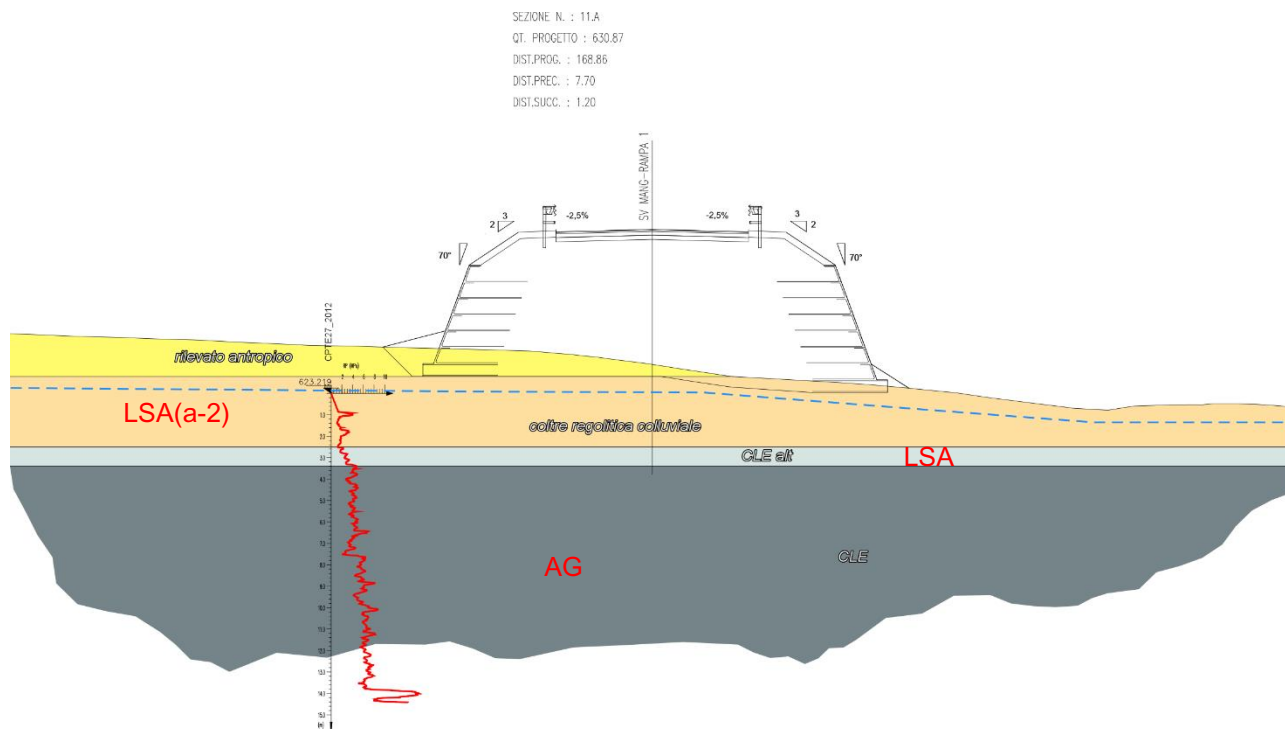 SEZIONE N. : 11.A
QT. PROGETTO : 630.87
DIST.PROG. : 168.86
DIST.PREC. : 7.70
DIST.SUCC. : 1.20
SV MANG-RAMPA 1
2
3
-2,5%
-2,5%
3
2
70°
70°
CPTE27_2012
rilevato antropico
623,219
LSA(a-2)
coltre regolitica colluviale
CLE alt
LSA
CLE
AG